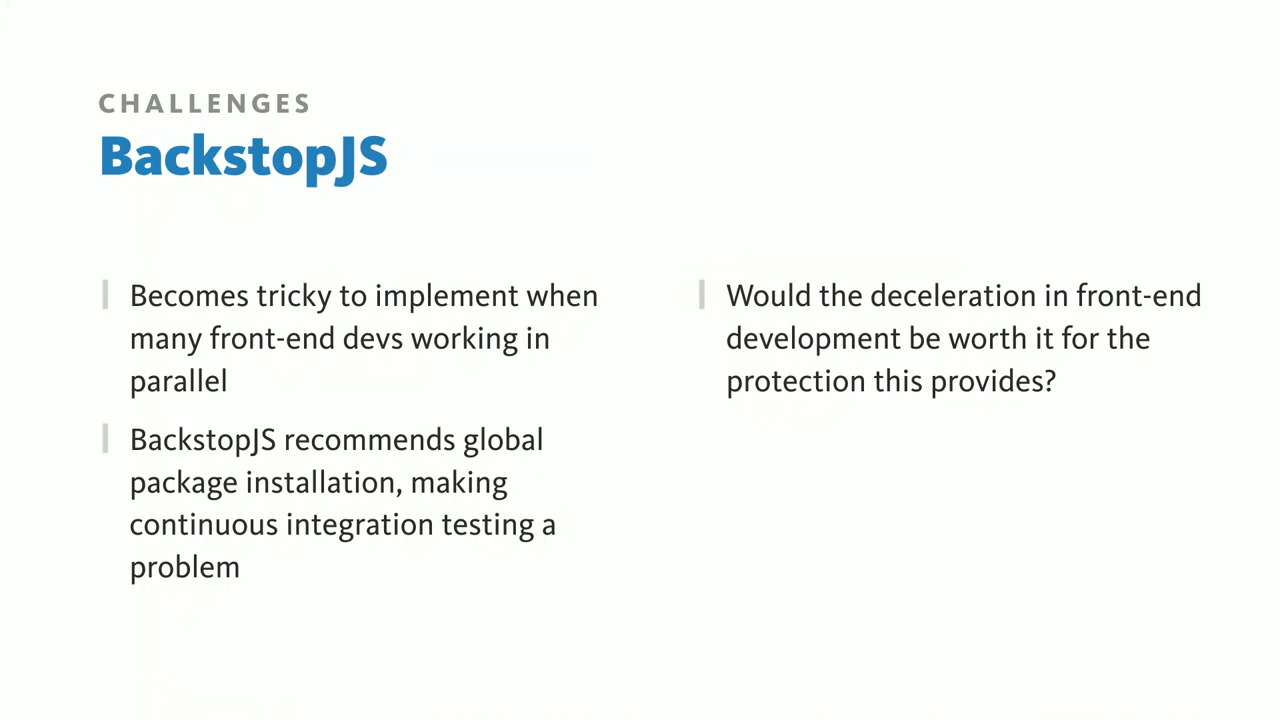 CHALLENGES
BackstopJS
Becomes tricky to implement when
many front-end devs working in
parallel
BackstopJS recommends global
package installation, making
continuous integration testing a
problem
Would the deceleration in front-end
development be worth it for the
protection this provides?